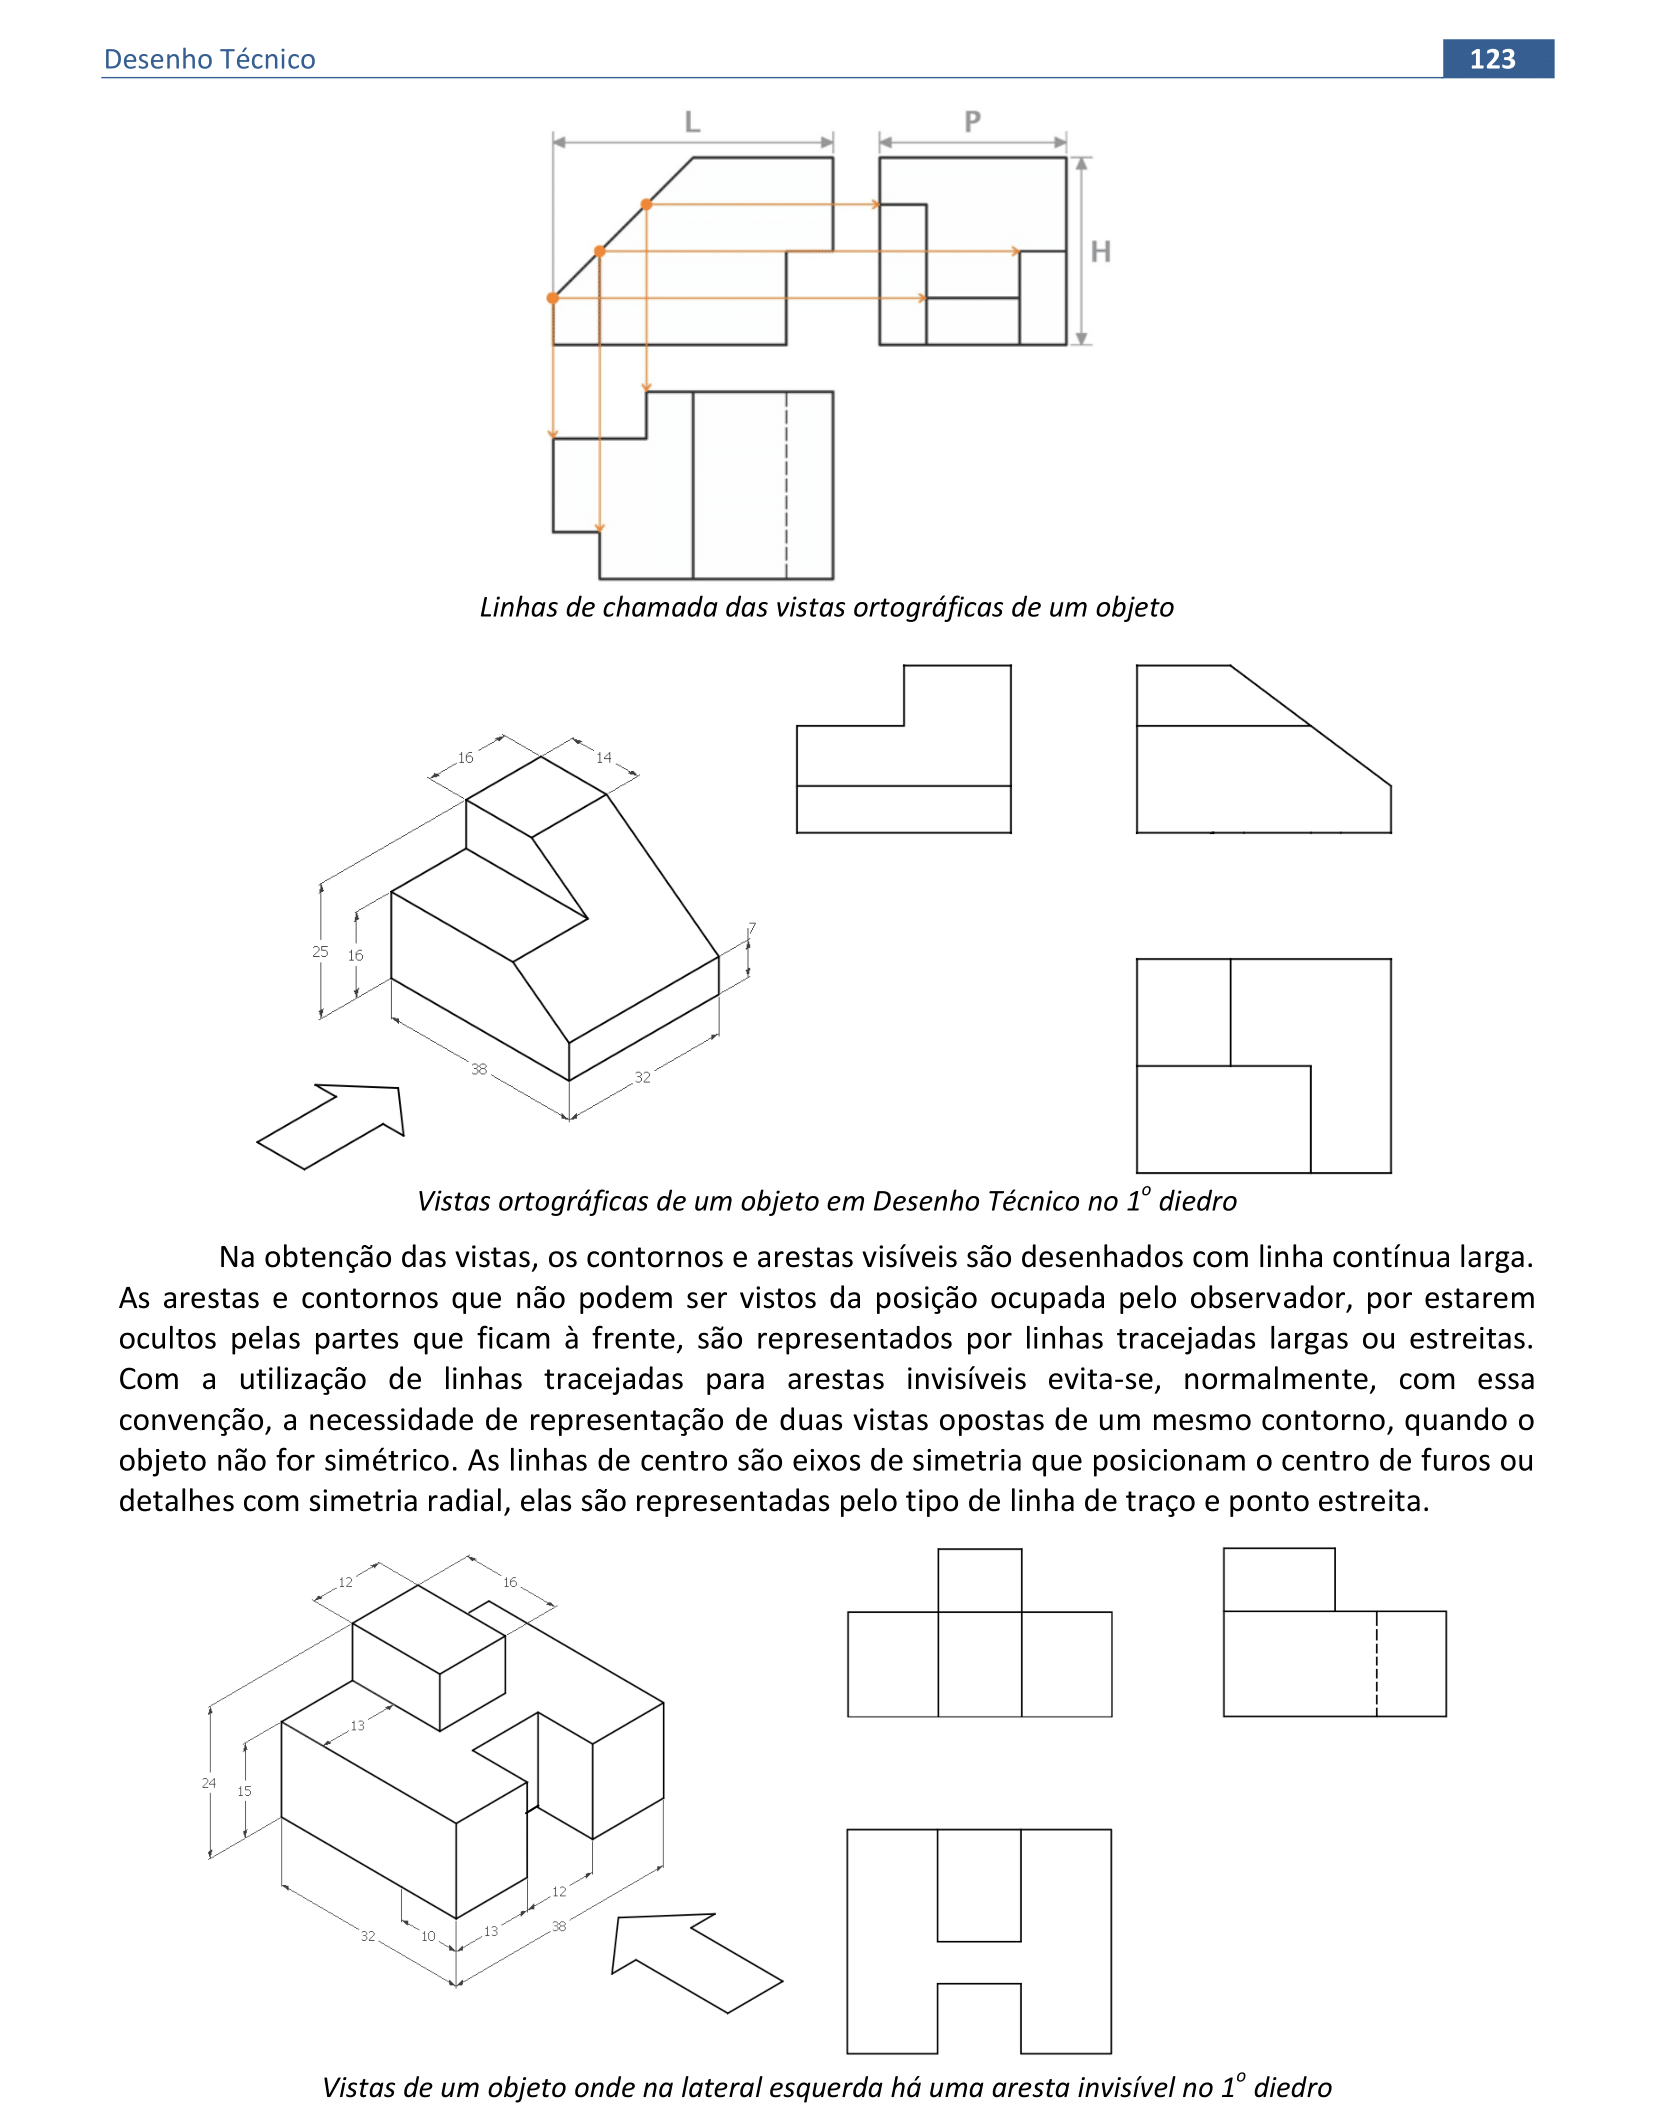 Desenho Técnico
123
L
P
H
Linhas de chamada das vistas ortográficas de um objeto
16
14
25
16
7
38
32
Vistas ortográficas de um objeto em Desenho Técnico no 1º diedro
Na obtenção das vistas, os contornos e arestas visíveis são desenhados com linha contínua larga.
As arestas e contornos que não podem ser vistos da posição ocupada pelo observador, por estarem
ocultos pelas partes que ficam à frente, são representados por linhas tracejadas largas ou estreitas.
Com a utilização de linhas tracejadas para arestas invisíveis evita-se, normalmente, com essa
convenção, a necessidade de representação de duas vistas opostas de um mesmo contorno, quando o
objeto não for simétrico. As linhas de centro são eixos de simetria que posicionam o centro de furos ou
detalhes com simetria radial, elas são representadas pelo tipo de linha de traço e ponto estreita.
12
16
13
24
15
12
13
38
32
10
Vistas de um objeto onde na lateral esquerda há uma aresta invisível no 1º diedro